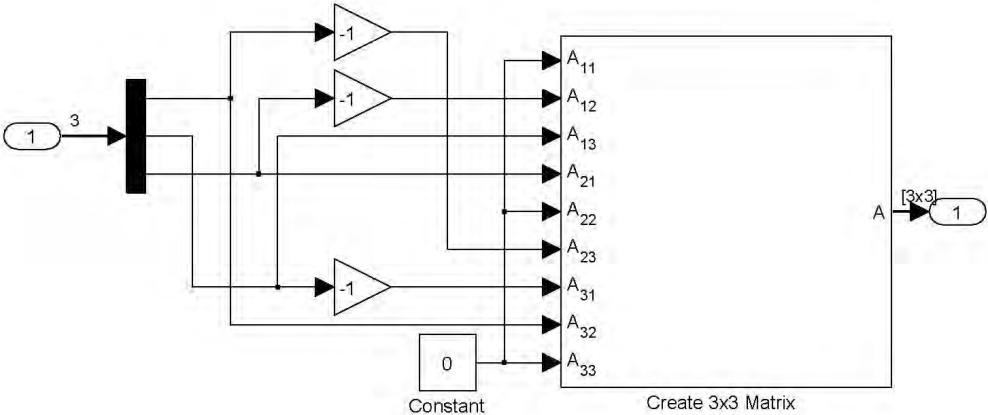 -1
-1
3
1
-1
0
Constant
A11
A12
A13
A21
A22
A23
A31
A32
A33
A
[3x3]
1
Create 3x3 Matrix